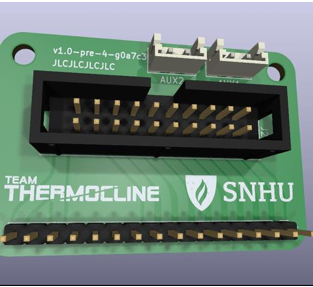 v1.0-pre-4-g0a7c3
JLCJLCJLCJLC
AUX2
TEAM
THERMOCLINE
SNHU